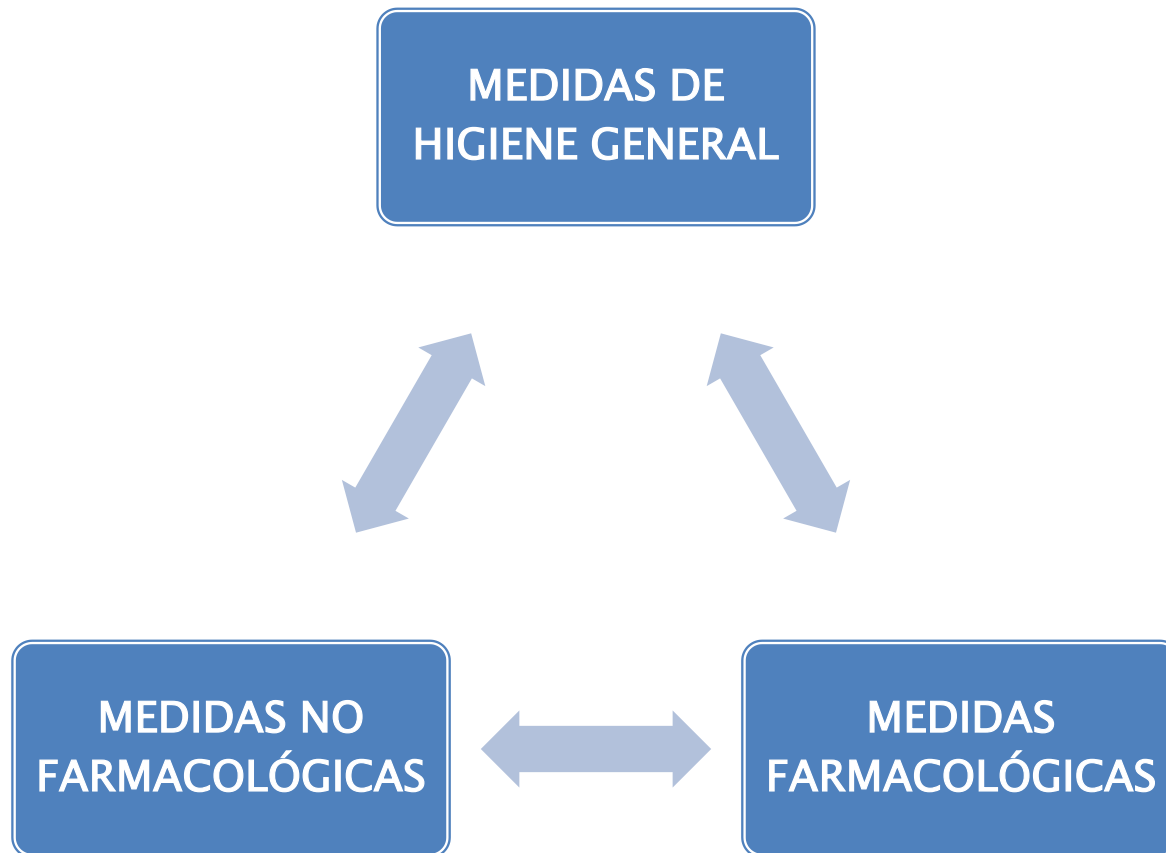 MEDIDAS DE
HIGIENE GENERAL
MEDIDAS NO
FARMACOLÓGICAS
MEDIDAS
FARMACOLÓGICAS